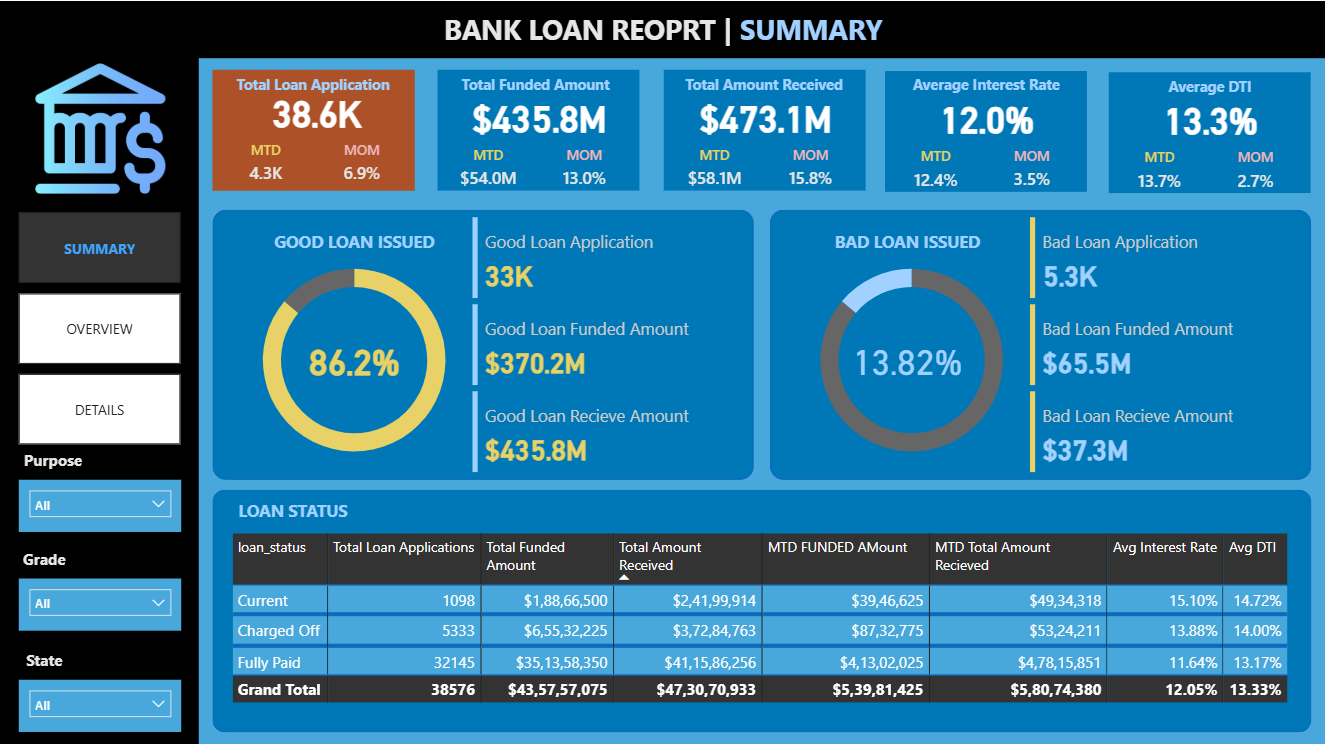 BANK LOAN REOPRT | SUMMARY
Total Loan Application
38.6K
MTD MOM
4.3K 6.9%
Total Funded Amount
$435.8M
MTD MOM
$54.0M 13.0%
Total Amount Received
$473.1M
MTD MOM
$58.1M 15.8%
Average Interest Rate
12.0%
MTD MOM
12.4% 3.5%
Average DTI
13.3%
MTD MOM
13.7% 2.7%
SUMMARY
OVERVIEW
DETAILS
Purpose
All
Grade
All
State
All
GOOD LOAN ISSUED
86.2%
Good Loan Application
33K
Good Loan Funded Amount
$370.2M
Good Loan Recieve Amount
$435.8M
BAD LOAN ISSUED
13.82%
Bad Loan Application
5.3K
Bad Loan Funded Amount
$65.5M
Bad Loan Recieve Amount
$37.3M
LOAN STATUS
loan_status Total Loan Applications Total Funded Amount Total Amount Received MTD FUNDED AMount MTD Total Amount Recieved Avg Interest Rate Avg DTI
Current 1098 $1,88,66,500 $2,41,99,914 $39,46,625 $49,34,318 15.10% 14.72%
Charged Off 5333 $6,55,32,225 $3,72,84,763 $87,32,775 $53,24,211 13.88% 14.00%
Fully Paid 32145 $35,13,58,350 $41,15,86,256 $4,13,02,025 $4,78,15,851 11.64% 13.17%
Grand Total 38576 $43,57,57,075 $47,30,70,933 $5,39,81,425 $5,80,74,380 12.05% 13.33%